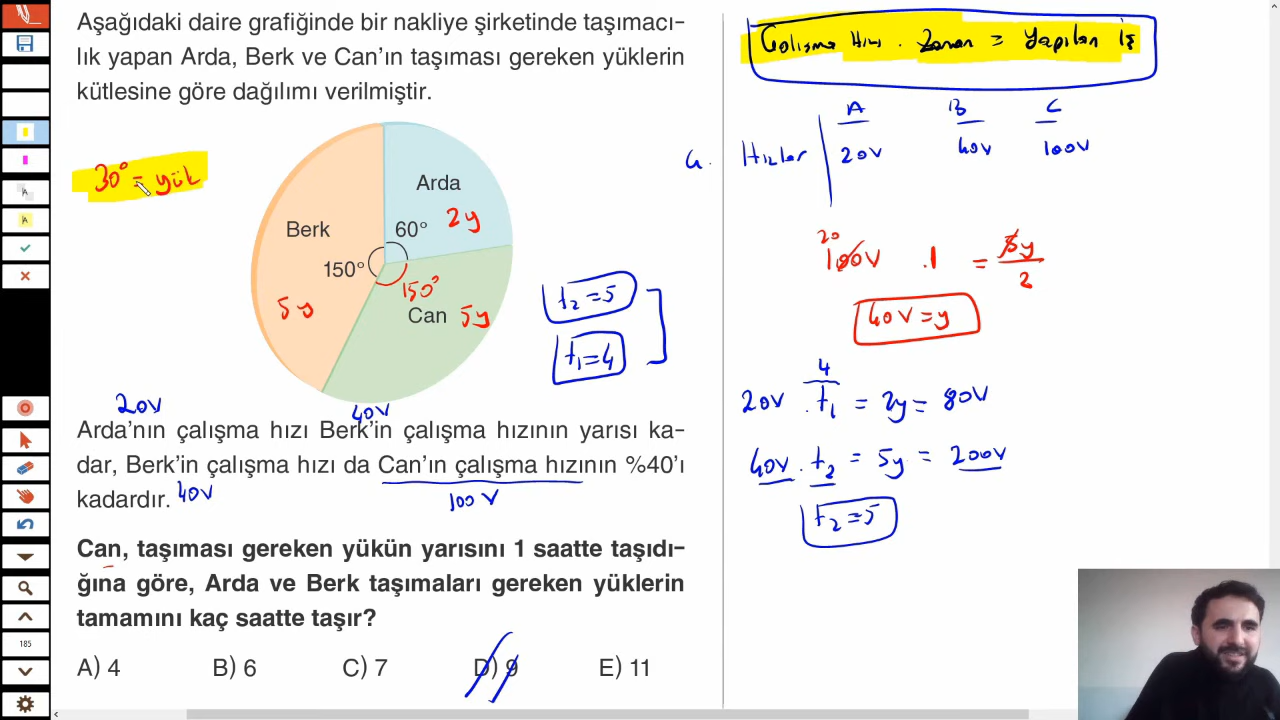 Aşağıdaki daire grafiğinde bir nakliye şirketinde taşımacı-
lık yapan Arda, Berk ve Can'ın taşıması gereken yüklerin
kütlesine göre dağılımı verilmiştir.
30° = yük
Arda
2y
60°
Berk
150°
5y
150°
Can 5y
t₂=5
t₁=4
20V
40V
Arda'nın çalışma hızı Berk'in çalışma hızının yarısı ka-
dar, Berk'in çalışma hızı da Can'ın çalışma hızının %40'ı
kadardır. 40V
100V
Can, taşıması gereken yükün yarısını 1 saatte taşıdı-
ğına göre, Arda ve Berk taşımaları gereken yüklerin
tamamını kaç saatte taşır?
A) 4 B) 6 C) 7 D) 9 E) 11
Çalışma Hızı . Zaman = Yapılan İş
A B C
Ç. Hızlar 20V 40V 100V
20
100V .1 = 5y/2
40V = y
4
20V . t₁ = 2y = 80V
40V . t₂ = 5y = 200V
t₂ = 5
A
A
185